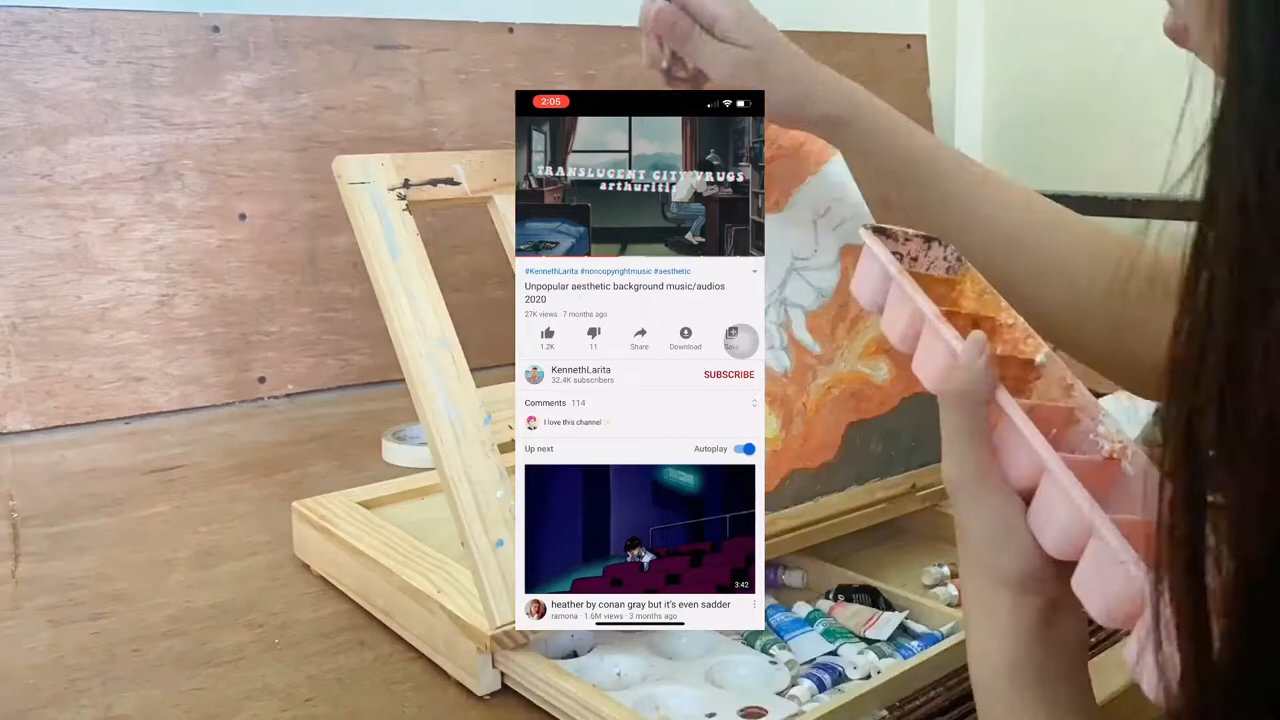 2:05
TRANSLUCENT CITY VRUGS
arthuritis
#KennethLarita #noncopyrightmusic #aesthetic
Unpopular aesthetic background music/audios
2020
27K views · 7 months ago
1.2K
11
Share
Download
Save
KennethLarita
32.4K subscribers
SUBSCRIBE
Comments 114
I love this channel ✨
Up next
Autoplay
3:42
heather by conan gray but it's even sadder
ramona · 1.6M views · 3 months ago